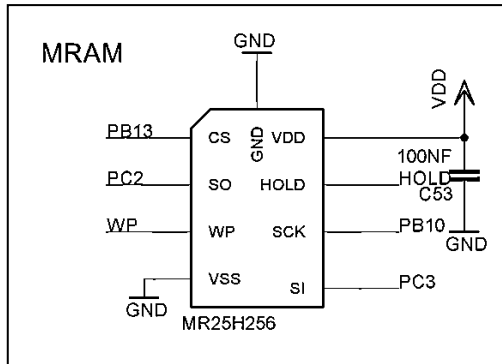 GND
MRAM
VDD
PB13
CS
GND
VDD
100NF
PC2
SO
HOLD
HOLD
C53
WP
WP
SCK
PB10
GND
VSS
SI
PC3
GND
MR25H256